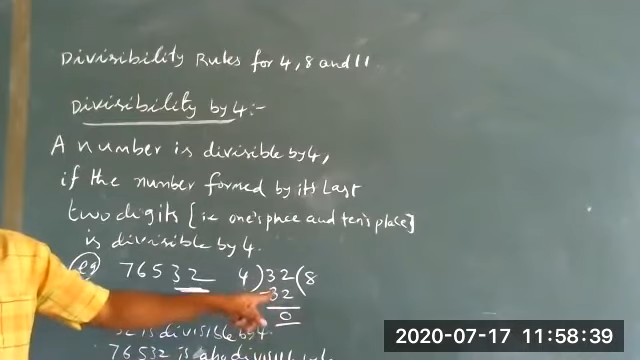 Divisibility Rules for 4, 8 and 11
Divisibility by 4:-
A number is divisible by 4,
if the number formed by its Last
two digits [ie one's place and ten's place]
is divisible by 4.
eg 76532 4)32(8
-32
0
32 is divisible by 4.
76532 is also divisible
2020-07-17 11:58:39